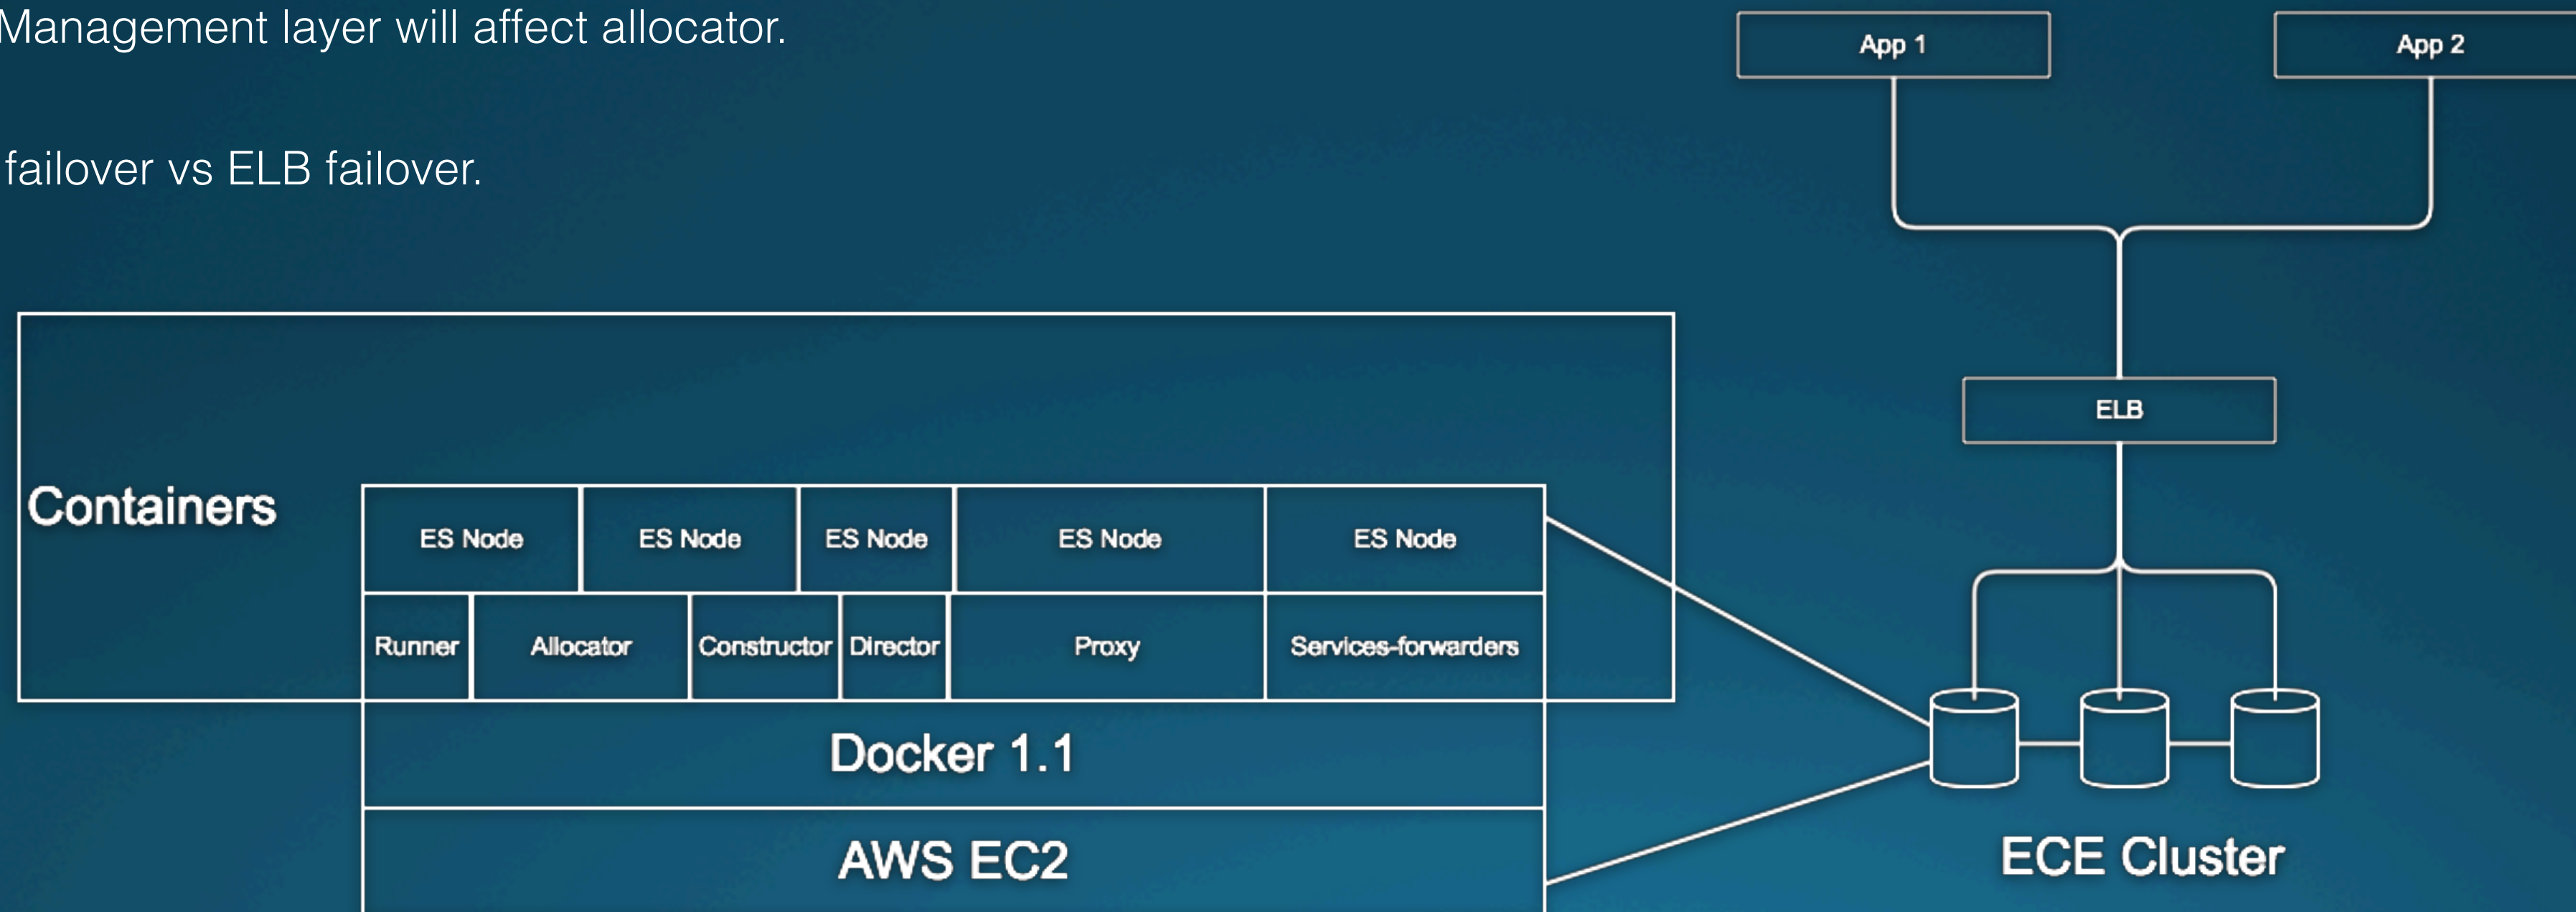 Management layer will affect allocator.
failover vs ELB failover.
App 1
App 2
ELB
Containers
ES Node
ES Node
ES Node
ES Node
ES Node
Runner
Allocator
Constructor
Director
Proxy
Services-forwarders
Docker 1.1
AWS EC2
ECE Cluster